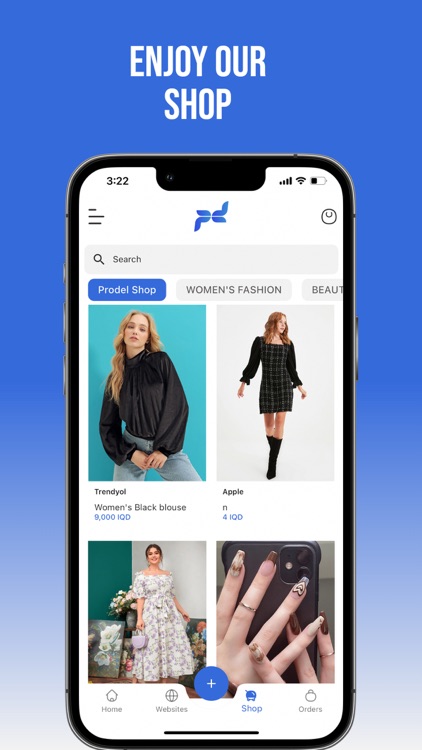 ENJOY OUR
SHOP
3:22
Search
Prodel Shop WOMEN'S FASHION BEAUT
Trendyol Apple
Women's Black blouse n
9,000 IQD 4 IQD
+
Home Websites Shop Orders